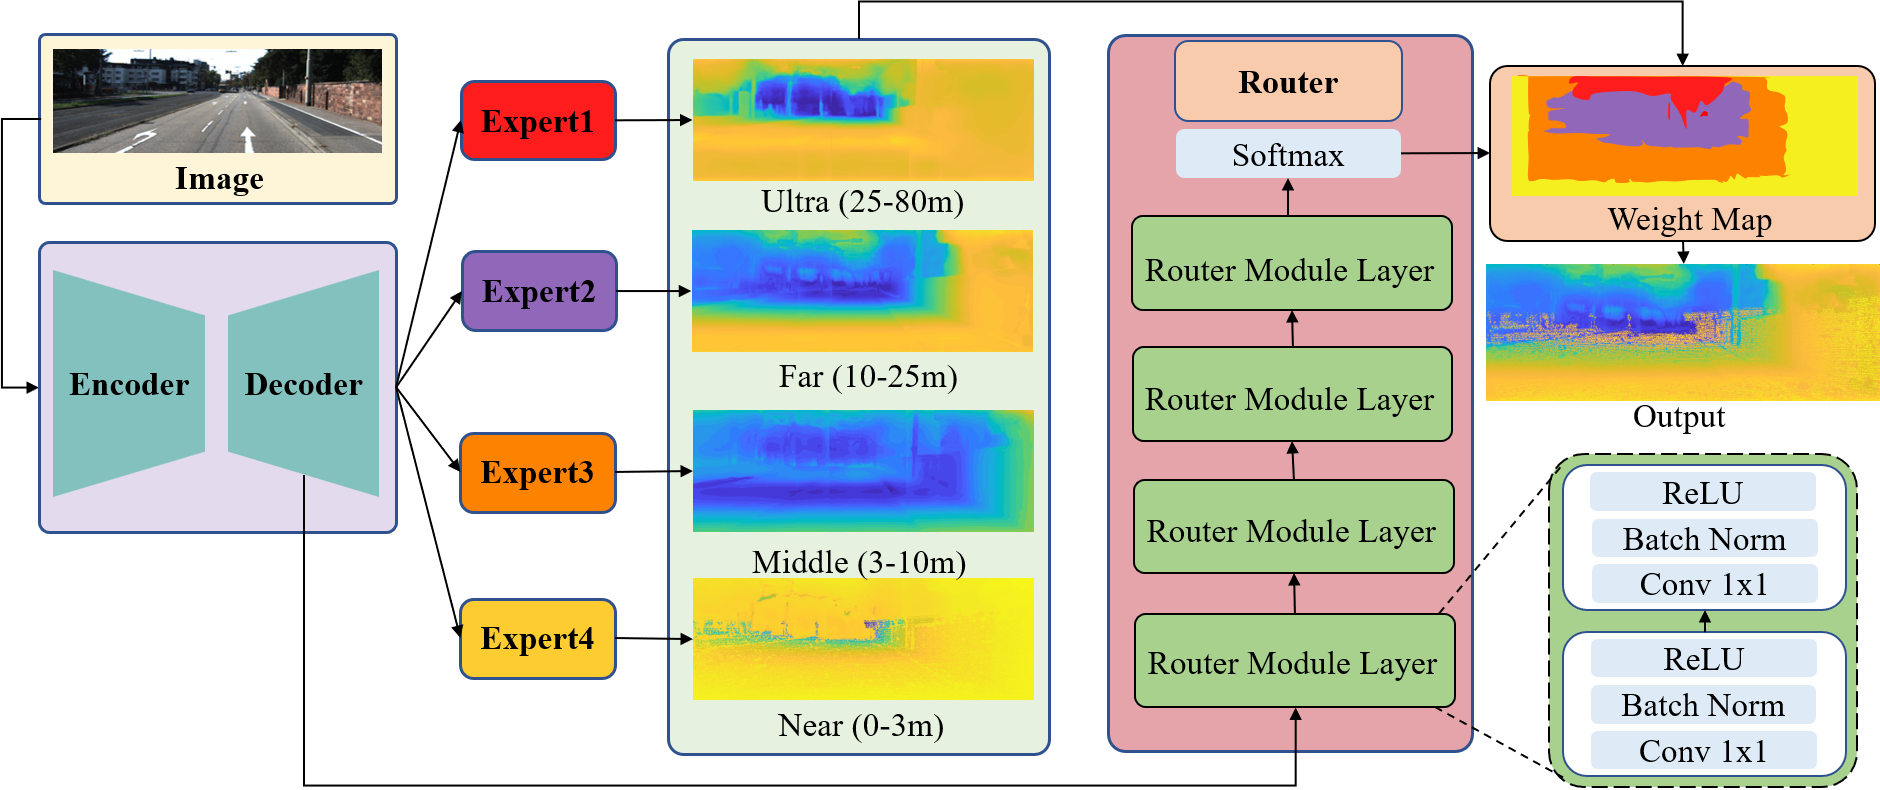 Image
Encoder
Decoder
Expert1
Expert2
Expert3
Expert4
Ultra (25-80m)
Far (10-25m)
Middle (3-10m)
Near (0-3m)
Router
Softmax
Router Module Layer
Router Module Layer
Router Module Layer
Router Module Layer
Weight Map
Output
ReLU
Batch Norm
Conv 1x1
ReLU
Batch Norm
Conv 1x1